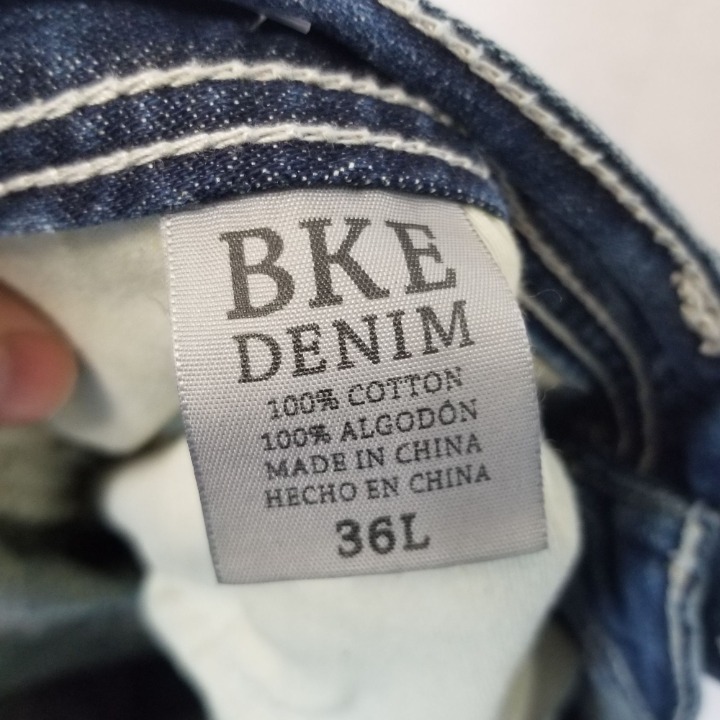 BKE
DENIM
100% COTTON
100% ALGODÓN
MADE IN CHINA
HECHO EN CHINA
36L